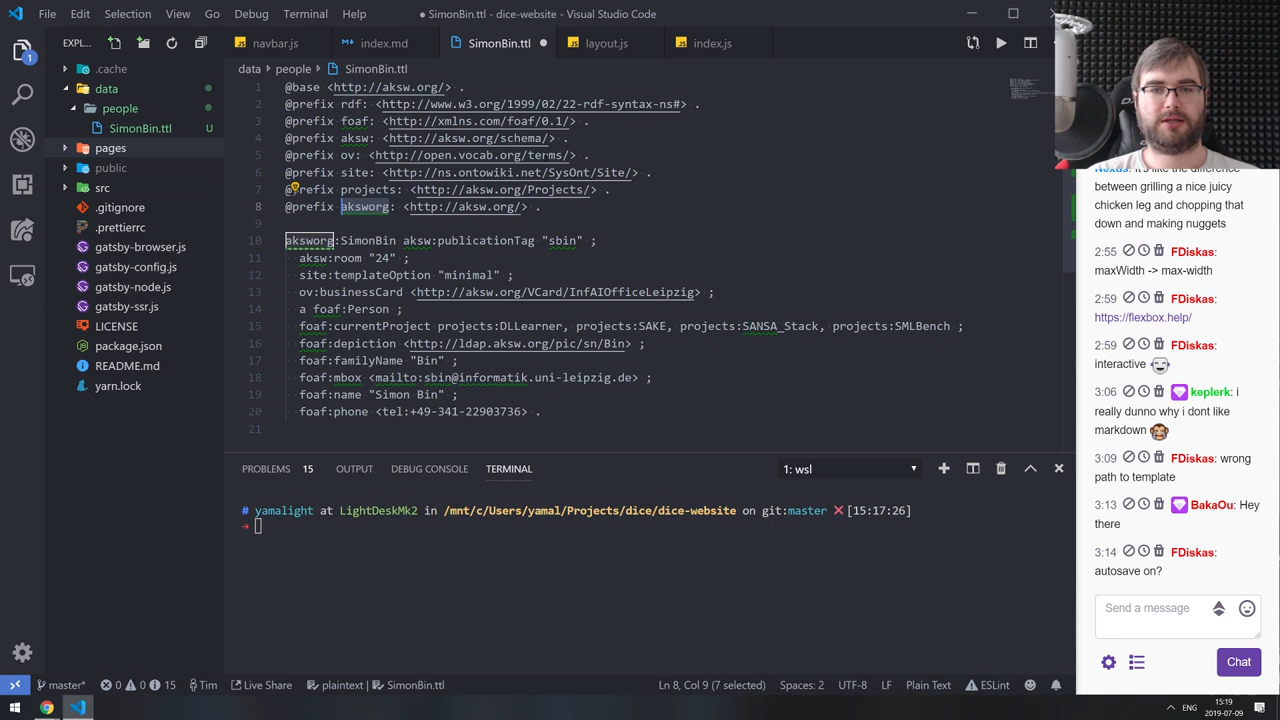 File Edit Selection View Go Debug Terminal Help
● SimonBin.ttl - dice-website - Visual Studio Code
EXPL...
navbar.js
index.md
SimonBin.ttl
layout.js
index.js
.cache
data
people
SimonBin.ttl U
pages
public
src
.gitignore
.prettierrc
gatsby-browser.js
gatsby-config.js
gatsby-node.js
gatsby-ssr.js
LICENSE
package.json
README.md
yarn.lock
data › people › SimonBin.ttl
1 @base <http://aksw.org/> .
2 @prefix rdf: <http://www.w3.org/1999/02/22-rdf-syntax-ns#> .
3 @prefix foaf: <http://xmlns.com/foaf/0.1/> .
4 @prefix aksw: <http://aksw.org/schema/> .
5 @prefix ov: <http://open.vocab.org/terms/> .
6 @prefix site: <http://ns.ontowiki.net/SysOnt/Site/> .
7 @prefix projects: <http://aksw.org/Projects/> .
8 @prefix aksworg: <http://aksw.org/> .
9
10 aksworg:SimonBin aksw:publicationTag "sbin" ;
11 aksw:room "24" ;
12 site:templateOption "minimal" ;
13 ov:businessCard <http://aksw.org/VCard/InfAIOfficeLeipzig> ;
14 a foaf:Person ;
15 foaf:currentProject projects:DLLearner, projects:SAKE, projects:SANSA_Stack, projects:SMLBench ;
16 foaf:depiction <http://ldap.aksw.org/pic/sn/Bin> ;
17 foaf:familyName "Bin" ;
18 foaf:mbox <mailto:sbin@informatik.uni-leipzig.de> ;
19 foaf:name "Simon Bin" ;
20 foaf:phone <tel:+49-341-22903736> .
21
PROBLEMS 15 OUTPUT DEBUG CONSOLE TERMINAL
1: wsl
# yamalight at LightDeskMk2 in /mnt/c/Users/yamal/Projects/dice/dice-website on git:master ❌ [15:17:26]
➜
between grilling a nice juicy
chicken leg and chopping that
down and making nuggets
2:55 FDiskas:
maxWidth -> max-width
2:59 FDiskas:
https://flexbox.help/
2:59 FDiskas:
interactive
3:06 keplerk: i
really dunno why i dont like
markdown
3:09 FDiskas: wrong
path to template
3:13 BakaOu: Hey
there
3:14 FDiskas:
autosave on?
Send a message
Chat
master* 0 0 15 Tim Live Share plaintext | SimonBin.ttl
Ln 8, Col 9 (7 selected) Spaces: 2 UTF-8 LF Plain Text ESLint
ENG
15:19
2019-07-09